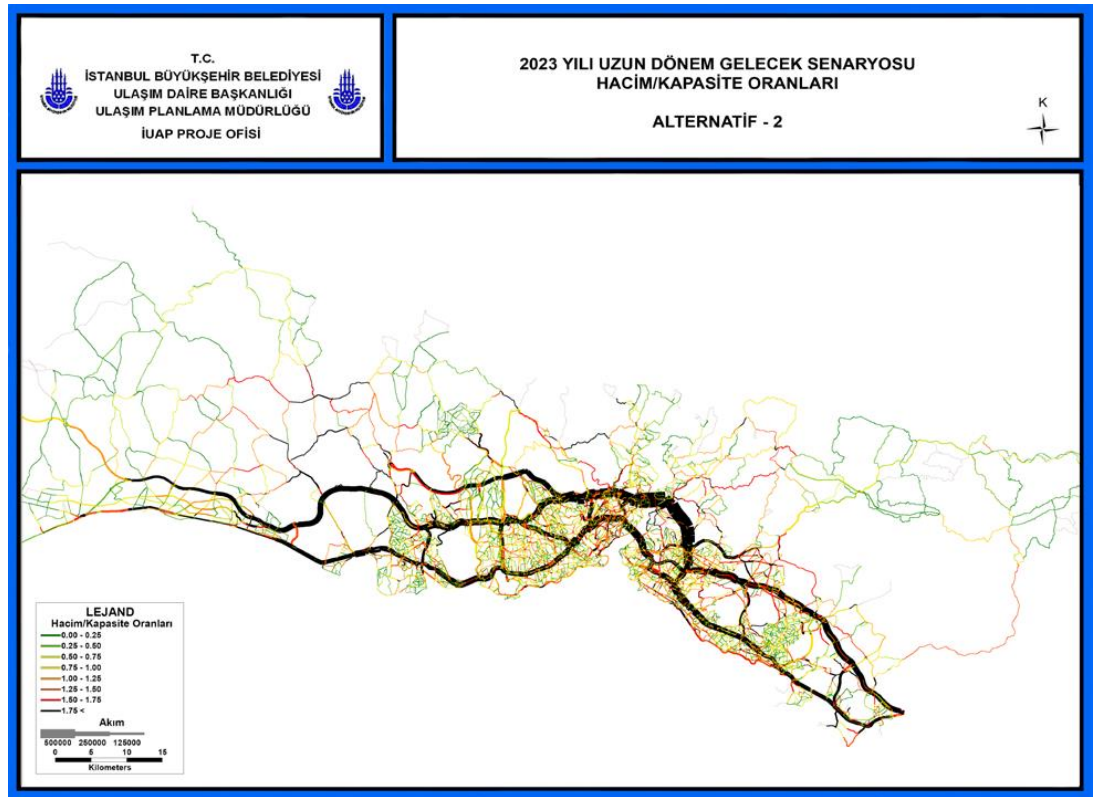 T.C.
İSTANBUL BÜYÜKŞEHİR BELEDİYESİ
ULAŞIM DAİRE BAŞKANLIĞI
ULAŞIM PLANLAMA MÜDÜRLÜĞÜ
İUAP PROJE OFİSİ
2023 YILI UZUN DÖNEM GELECEK SENARYOSU
HACİM/KAPASİTE ORANLARI
ALTERNATİF - 2
K
LEJAND
Hacim/Kapasite Oranları
0.00 - 0.25
0.25 - 0.50
0.50 - 0.75
0.75 - 1.00
1.00 - 1.25
1.25 - 1.50
1.50 - 1.75
1.75 <
Akım
500000 250000 125000
0 5 10 15
Kilometers